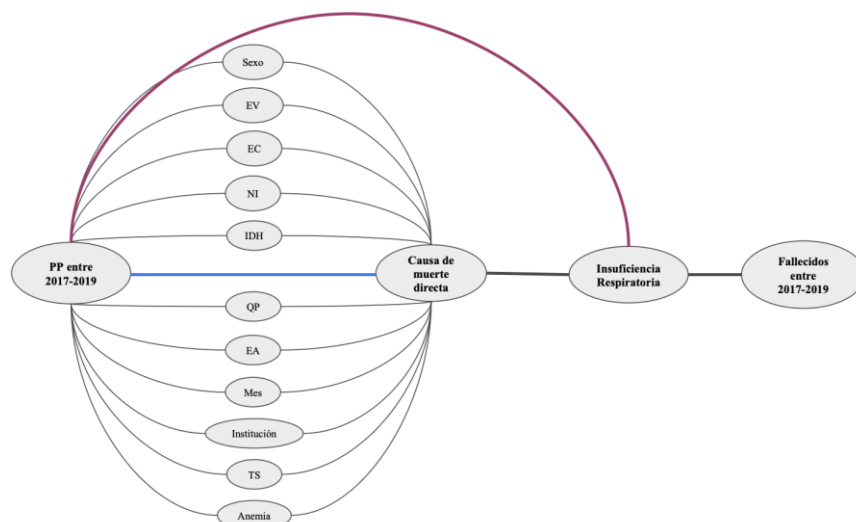 Sexo
EV
EC
NI
IDH
PP entre
2017-2019
Causa de
muerte
directa
Insuficiencia
Respiratoria
Fallecidos
entre
2017-2019
QP
EA
Mes
Institución
TS
Anemia